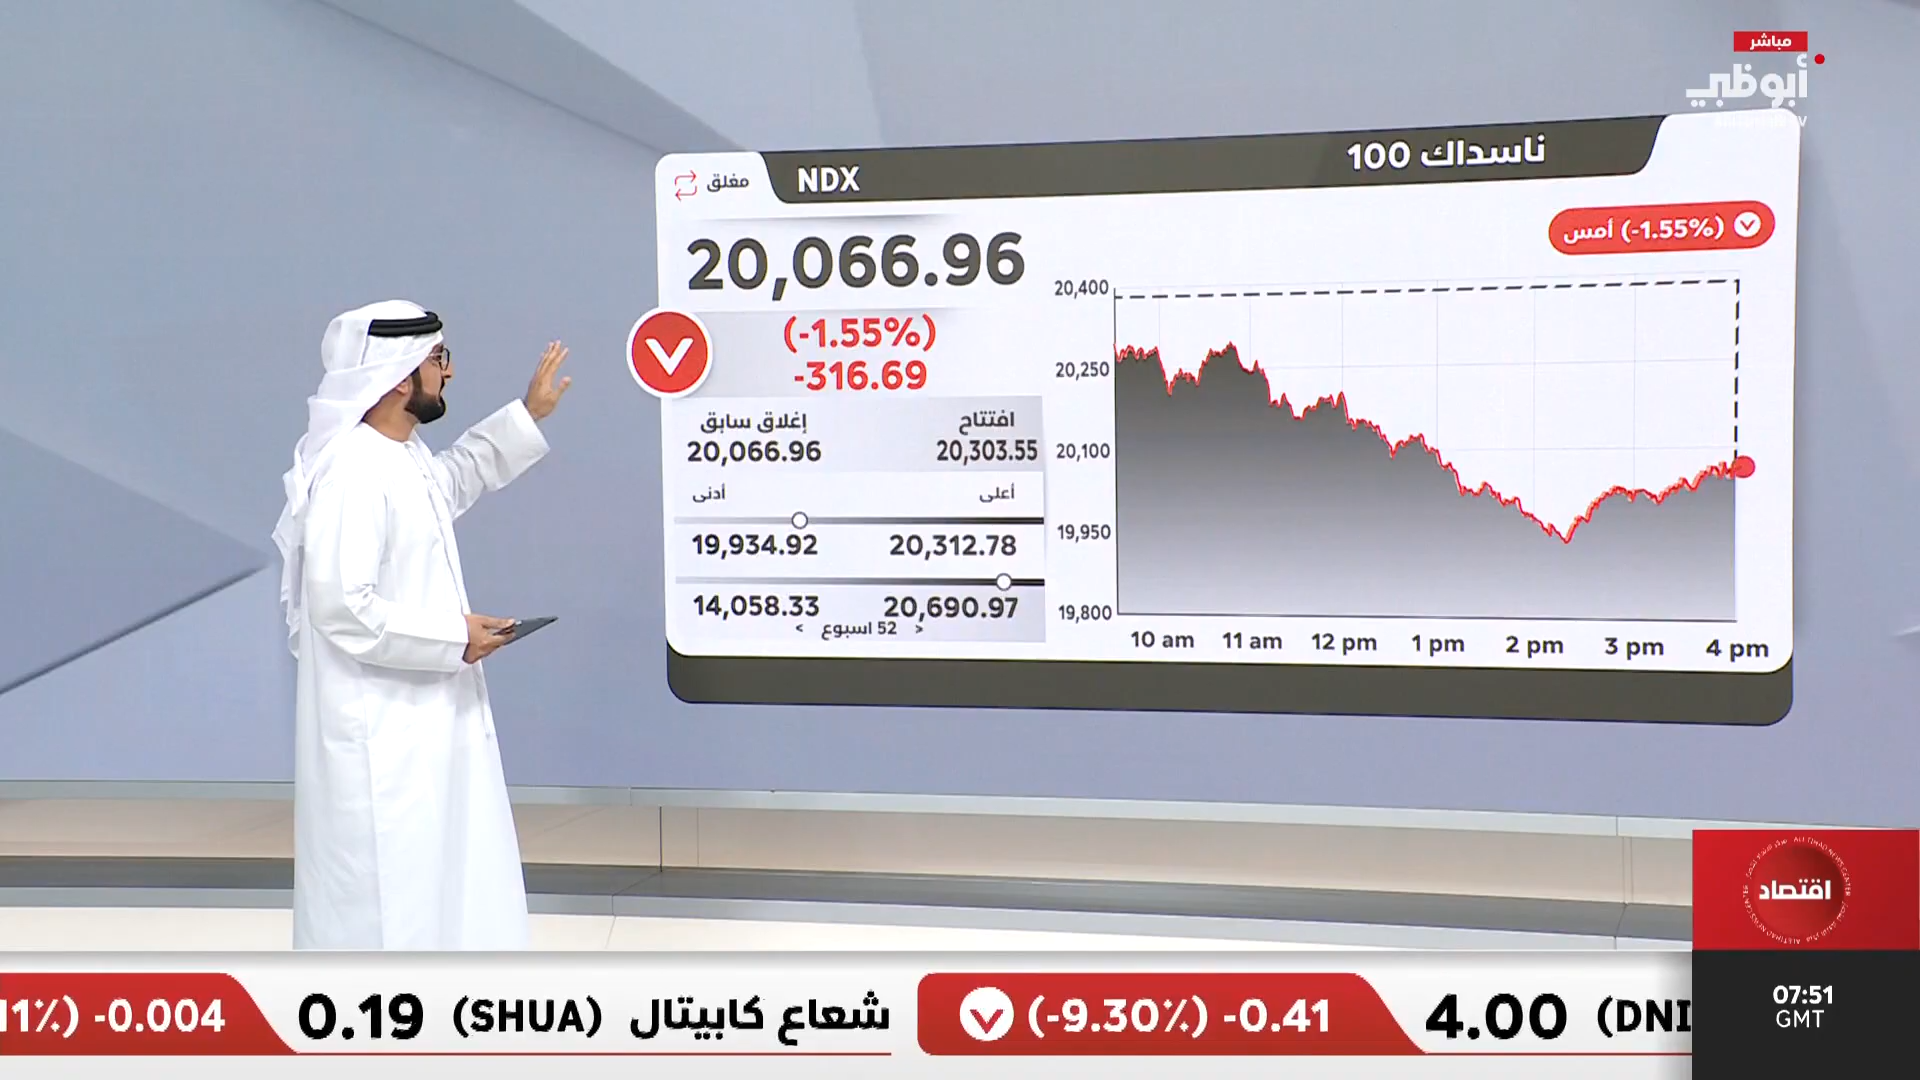 مباشر
أبوظبي
ناسداك 100
NDX
مغلق
أمس (-1.55%)
20,066.96
(-1.55%)
-316.69
افتتاح
إغلاق سابق
20,303.55
20,066.96
أعلى
أدنى
19,934.92
20,312.78
14,058.33
20,690.97
< 52 اسبوع >
20,400
20,250
20,100
19,950
19,800
10 am 11 am 12 pm 1 pm 2 pm 3 pm 4 pm
اقتصاد
07:51
GMT
4.00 (DNI
(-9.30%) -0.41
شعاع كابيتال (SHUA) 0.19
1%) -0.004